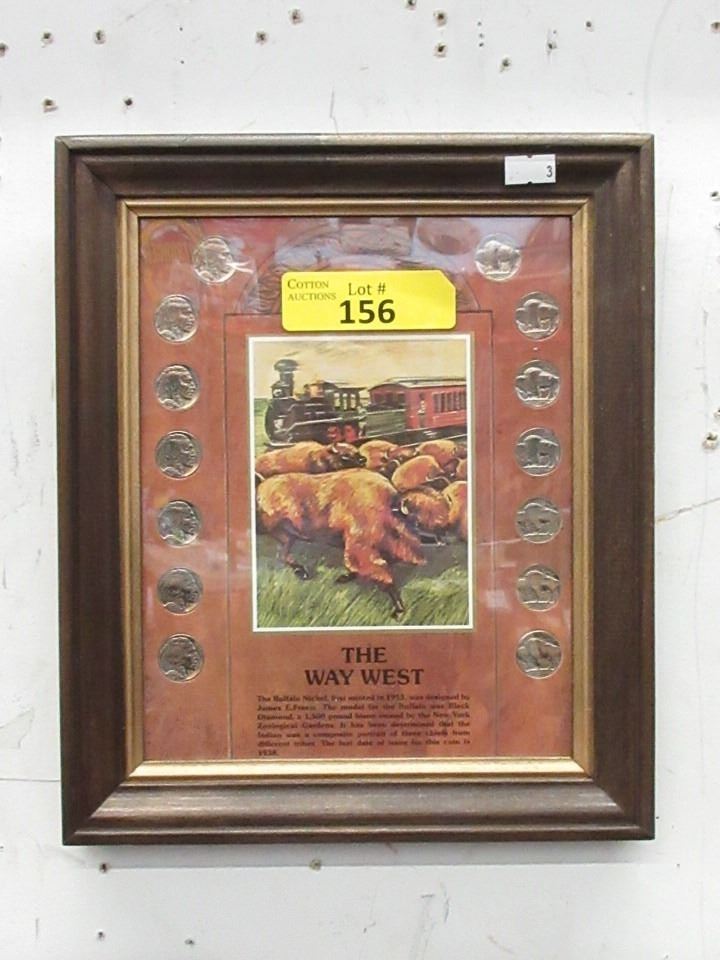 3
COTTON
AUCTIONS
Lot #
156
THE
WAY WEST
The Buffalo Nickel, first minted in 1913, was designed by
James E. Fraser. The model for the Buffalo was Black
Diamond, a 1,500 pound bison owned by the New York
Zoological Gardens. It has been determined that the
Indian was a composite portrait of three chiefs from
different tribes. The last date of issue for this coin is
1938.